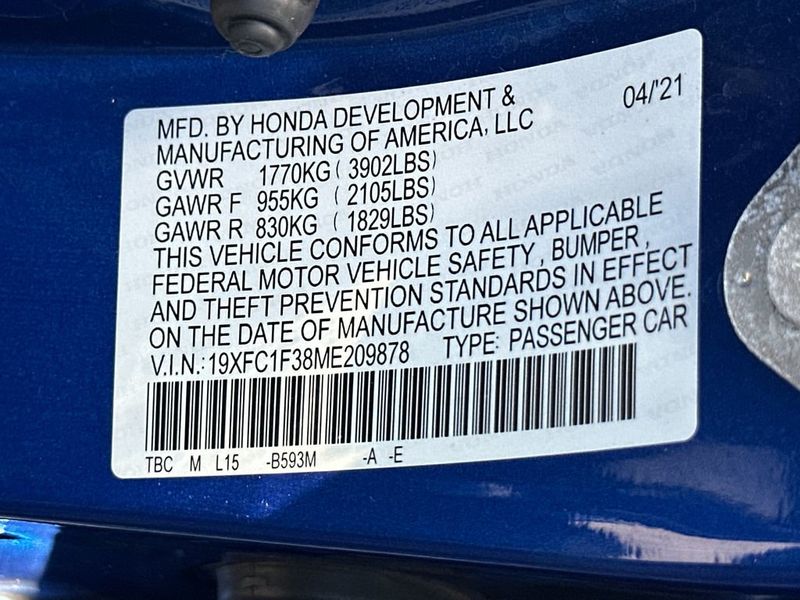 MFD. BY HONDA DEVELOPMENT & 04/'21
MANUFACTURING OF AMERICA, LLC
GVWR 1770KG ( 3902LBS)
GAWR F 955KG ( 2105LBS)
GAWR R 830KG ( 1829LBS)
THIS VEHICLE CONFORMS TO ALL APPLICABLE
FEDERAL MOTOR VEHICLE SAFETY, BUMPER,
AND THEFT PREVENTION STANDARDS IN EFFECT
ON THE DATE OF MANUFACTURE SHOWN ABOVE.
V.I.N.: 19XFC1F38ME209878 TYPE: PASSENGER CAR
TBC M L15 -B593M -A -E